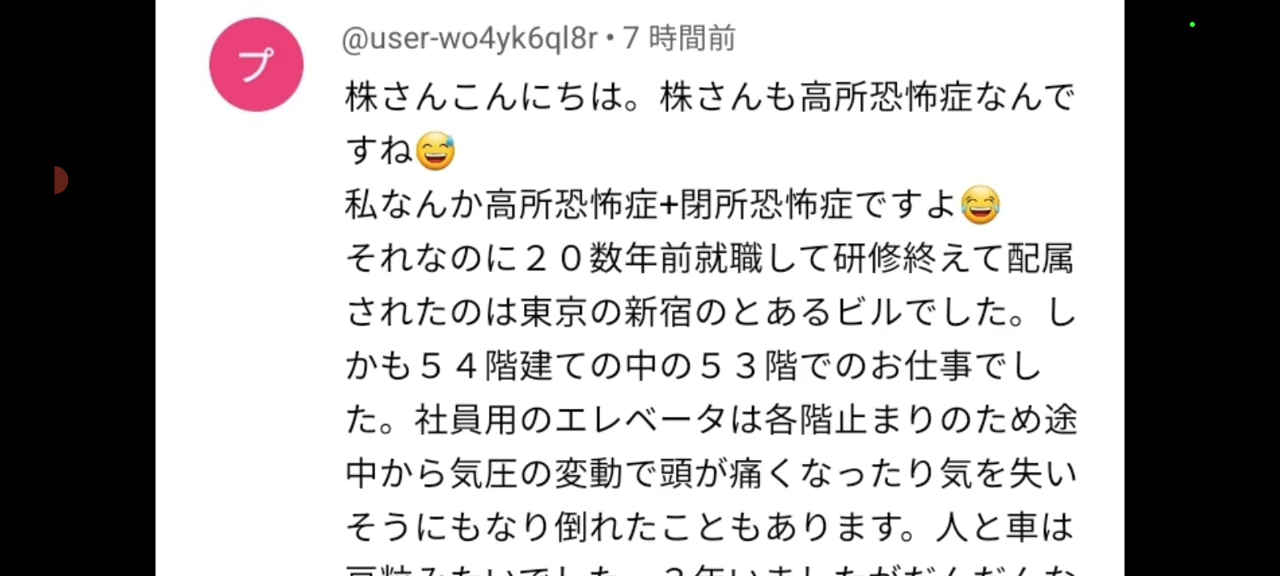 プ
@user-wo4yk6ql8r • 7 時間前
株さんこんにちは。株さんも高所恐怖症なんで
すね😅
私なんか高所恐怖症+閉所恐怖症ですよ😂
それなのに２０数年前就職して研修終えて配属
されたのは東京の新宿のとあるビルでした。し
かも５４階建ての中の５３階でのお仕事でし
た。社員用のエレベータは各階止まりのため途
中から気圧の変動で頭が痛くなったり気を失い
そうにもなり倒れたこともあります。人と車は